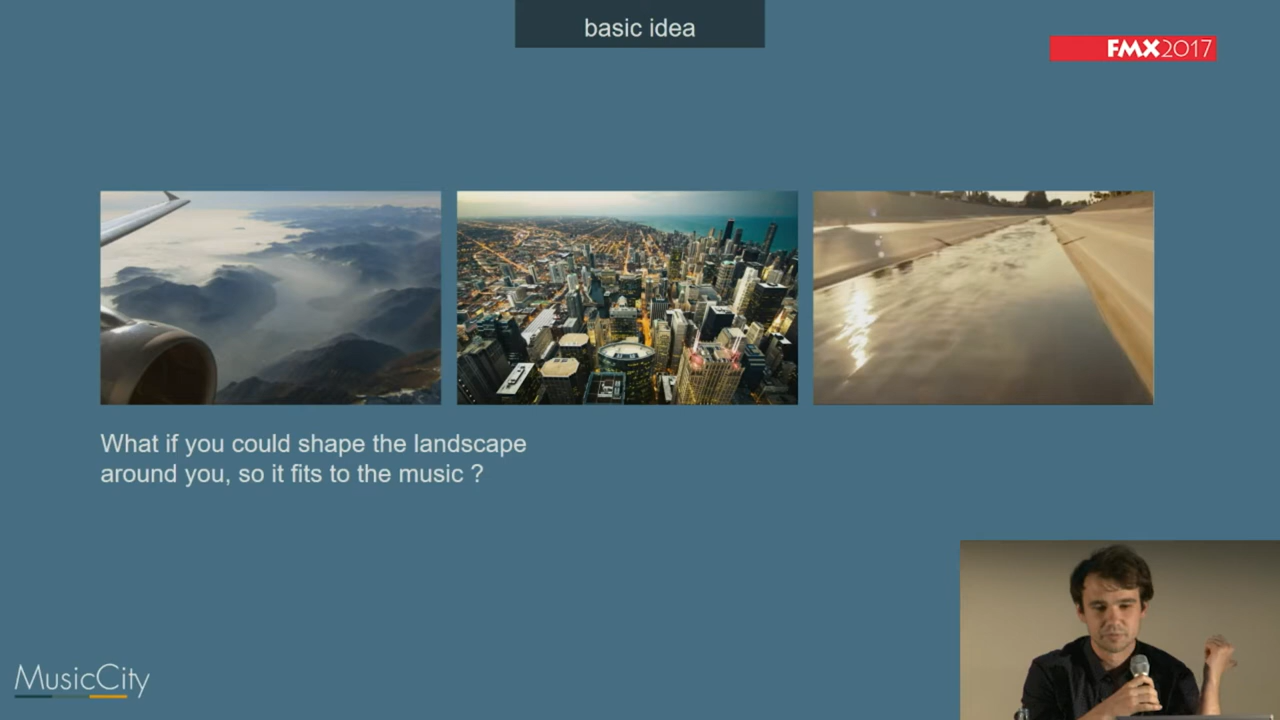 basic idea
FMX2017
What if you could shape the landscape
around you, so it fits to the music ?
MusicCity